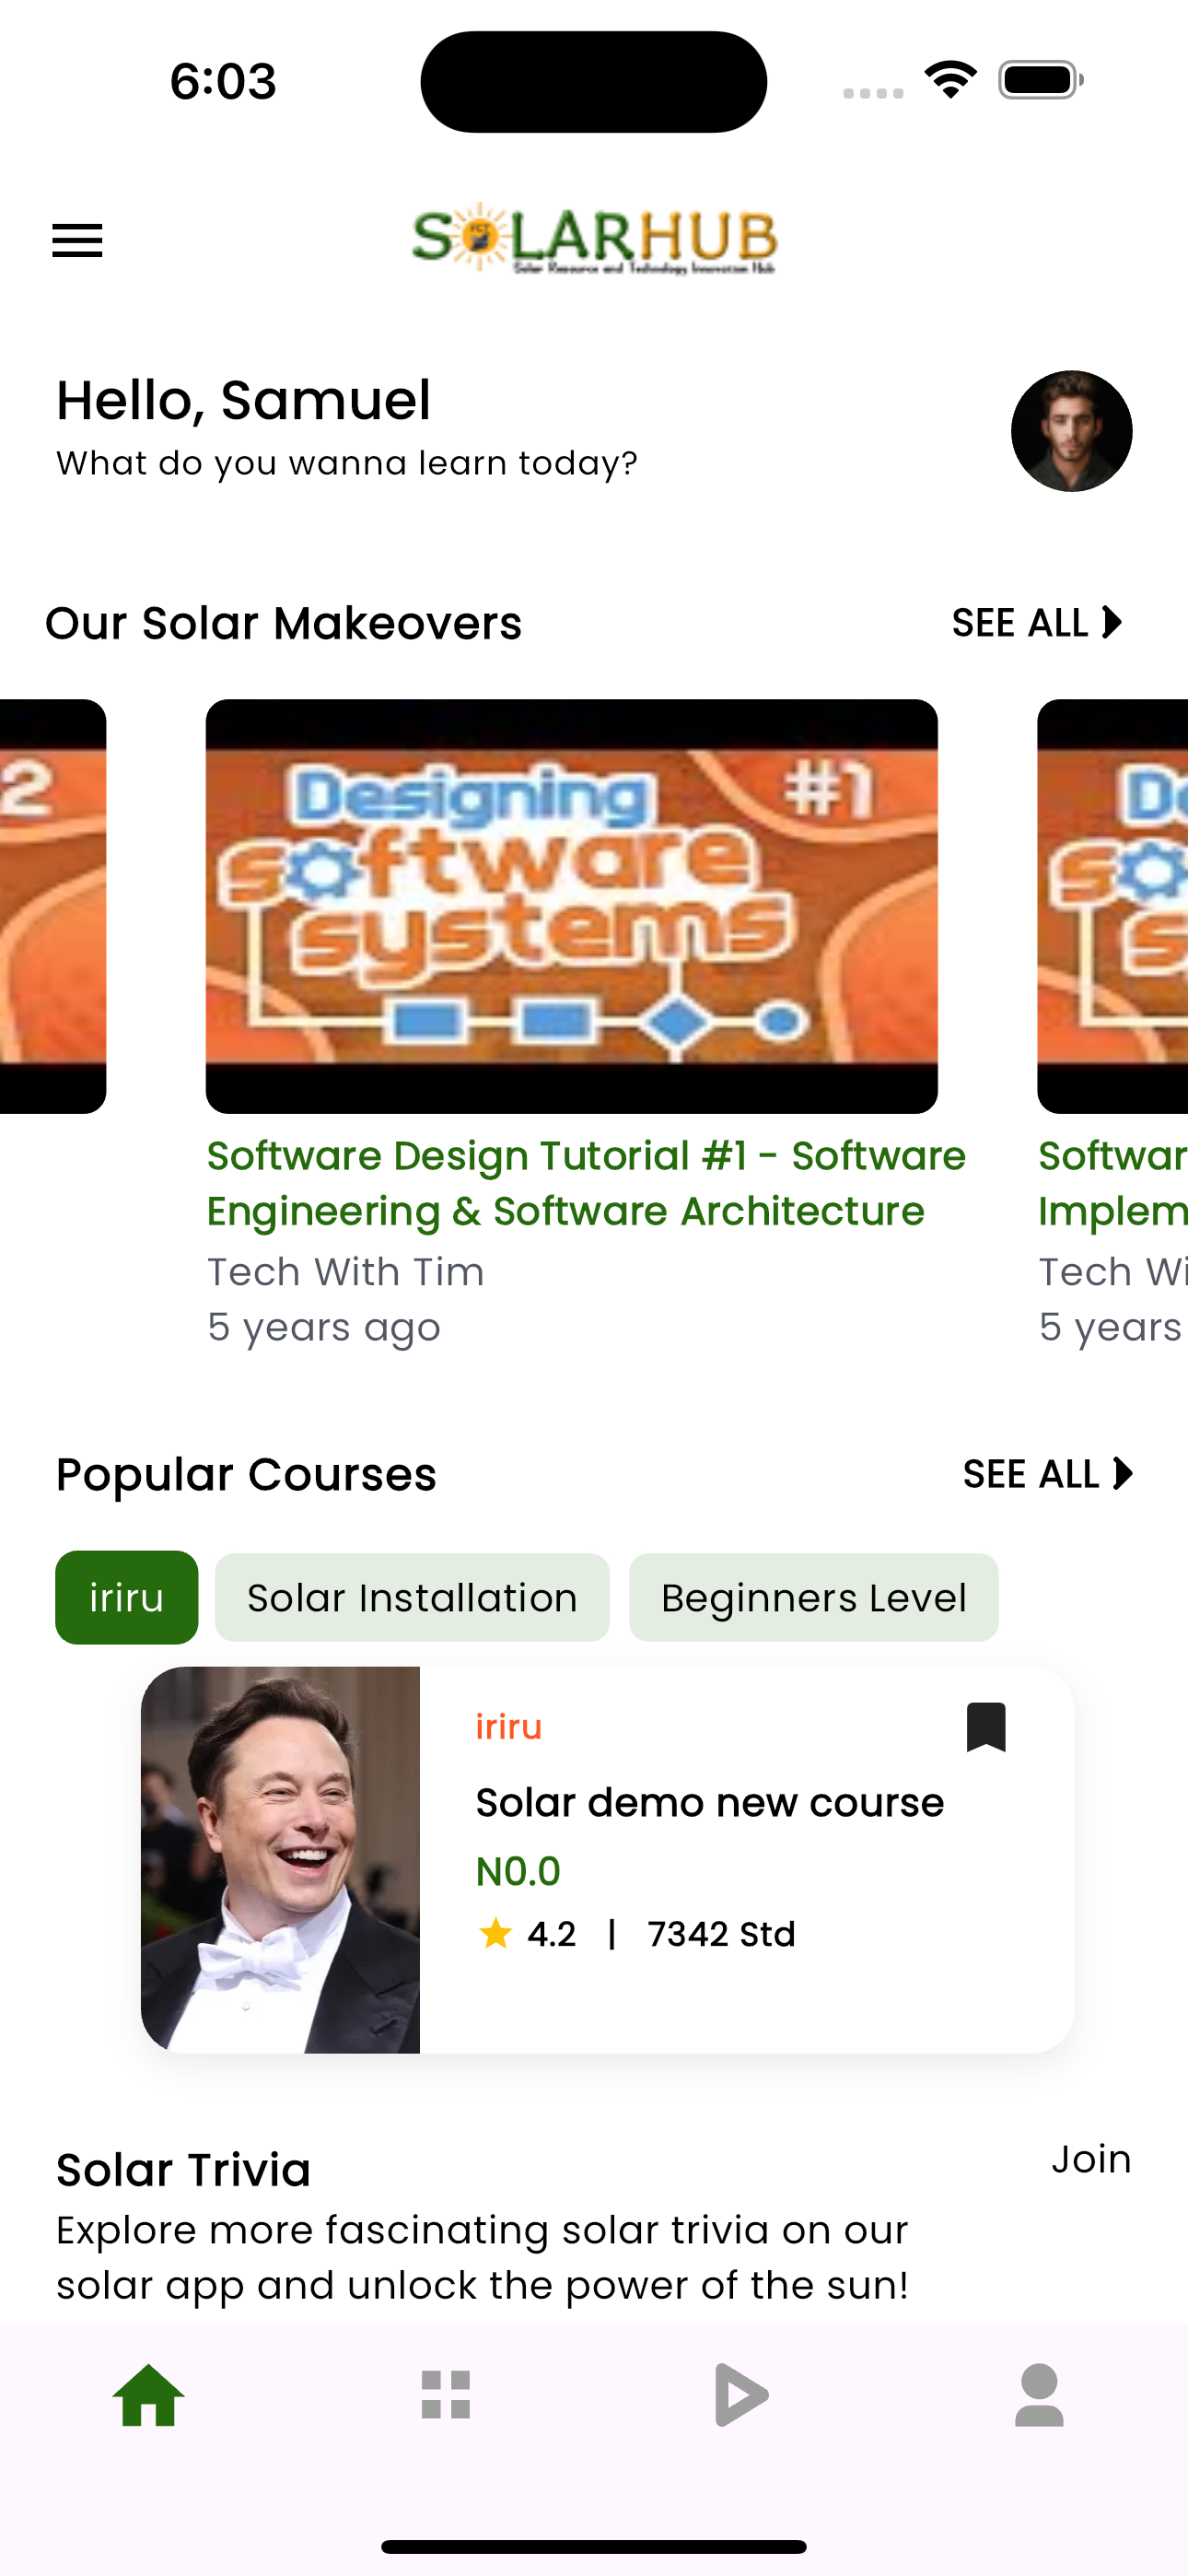 6:03
SOLARHUB
Solar Resource and Technology Innovation Hub
Hello, Samuel
What do you wanna learn today?
Our Solar Makeovers
SEE ALL
2
Designing #1
software
systems
Software Design Tutorial #1 - Software
Engineering & Software Architecture
Tech With Tim
5 years ago
Softwar
Implem
Tech Wi
5 years
Popular Courses
SEE ALL
iriru
Solar Installation
Beginners Level
iriru
Solar demo new course
N0.0
4.2 | 7342 Std
Solar Trivia
Join
Explore more fascinating solar trivia on our
solar app and unlock the power of the sun!